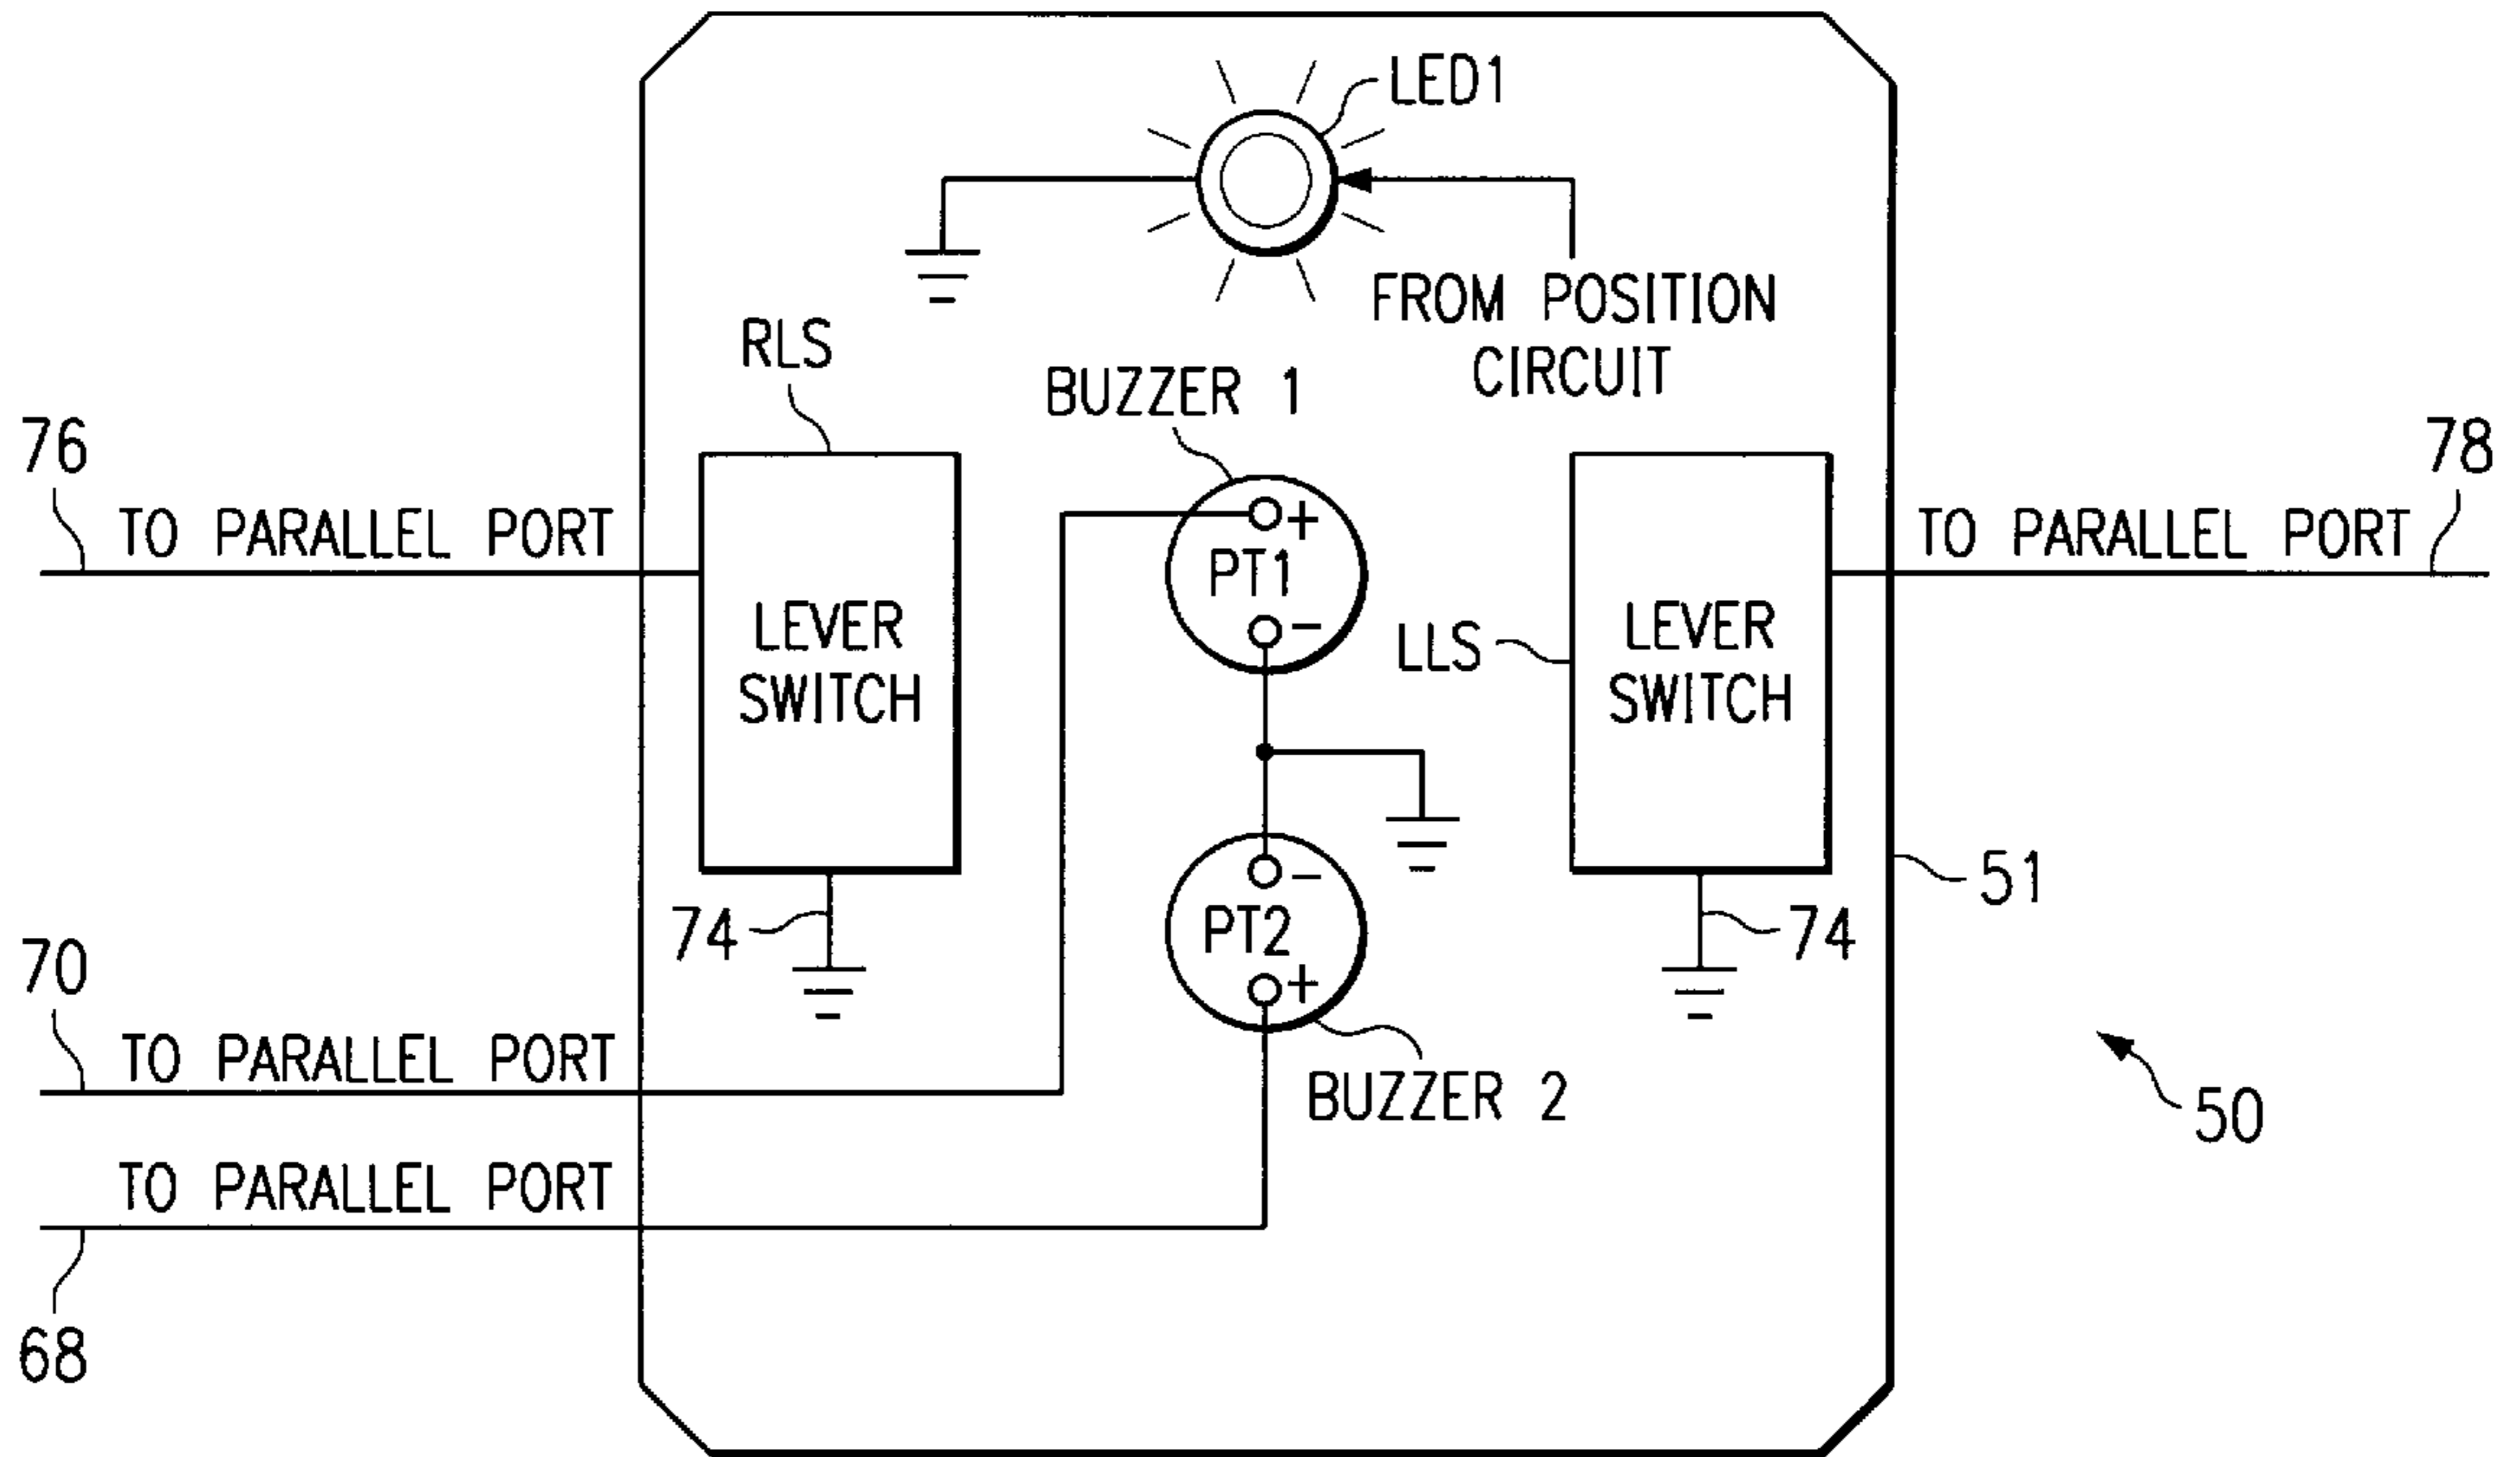 LED1
FROM POSITION
CIRCUIT
RLS
BUZZER 1
76
78
TO PARALLEL PORT
+
TO PARALLEL PORT
PT1
-
LEVER
SWITCH
LLS
LEVER
SWITCH
51
-
74
PT2
74
70
+
TO PARALLEL PORT
BUZZER 2
50
TO PARALLEL PORT
68